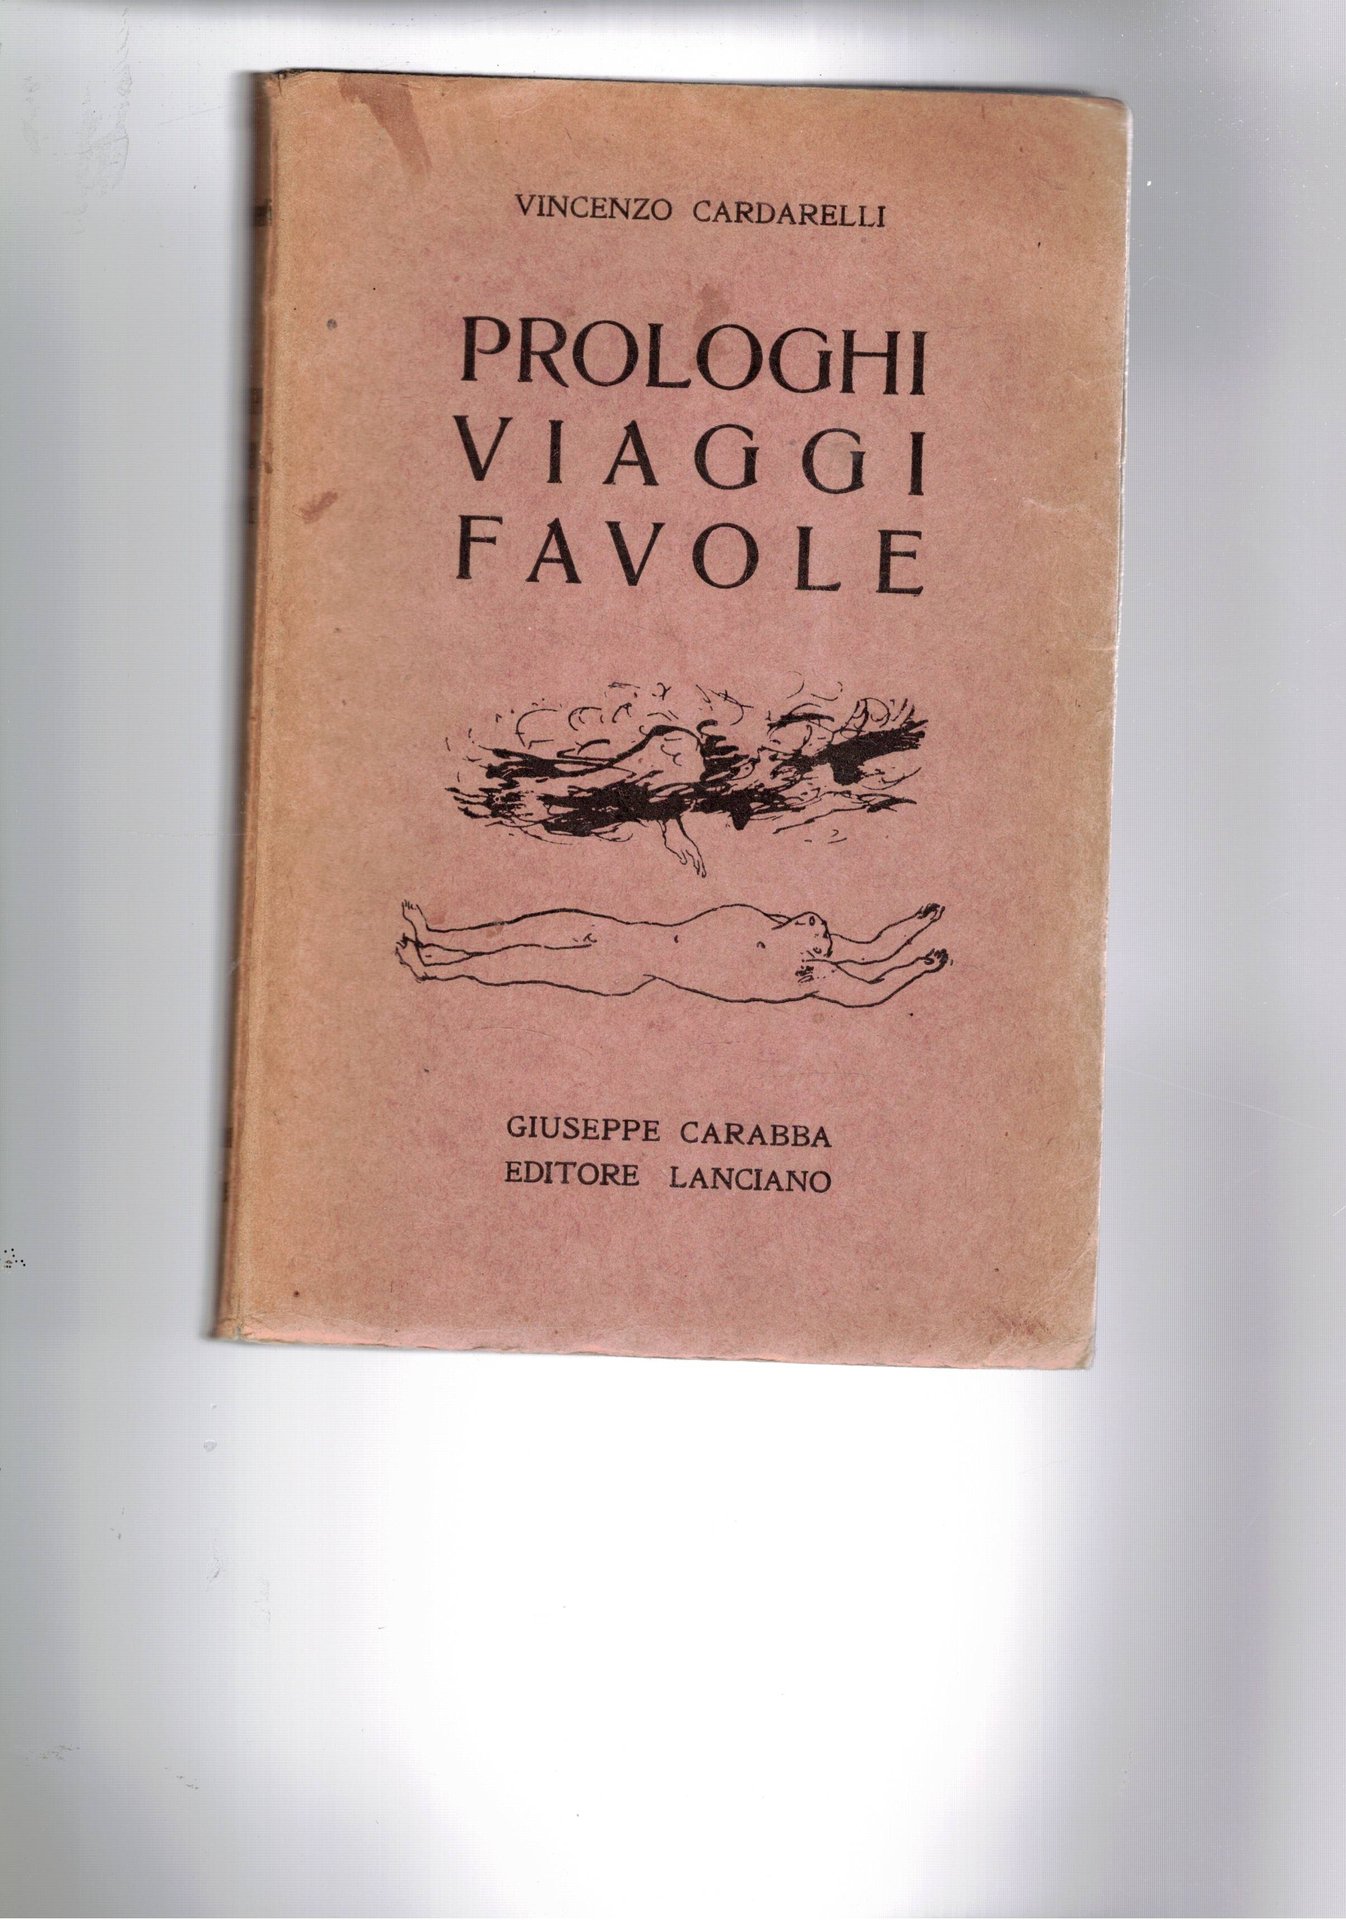 VINCENZO CARDARELLI
PROLOGHI
VIAGGI
FAVOLE
GIUSEPPE CARABBA
EDITORE LANCIANO